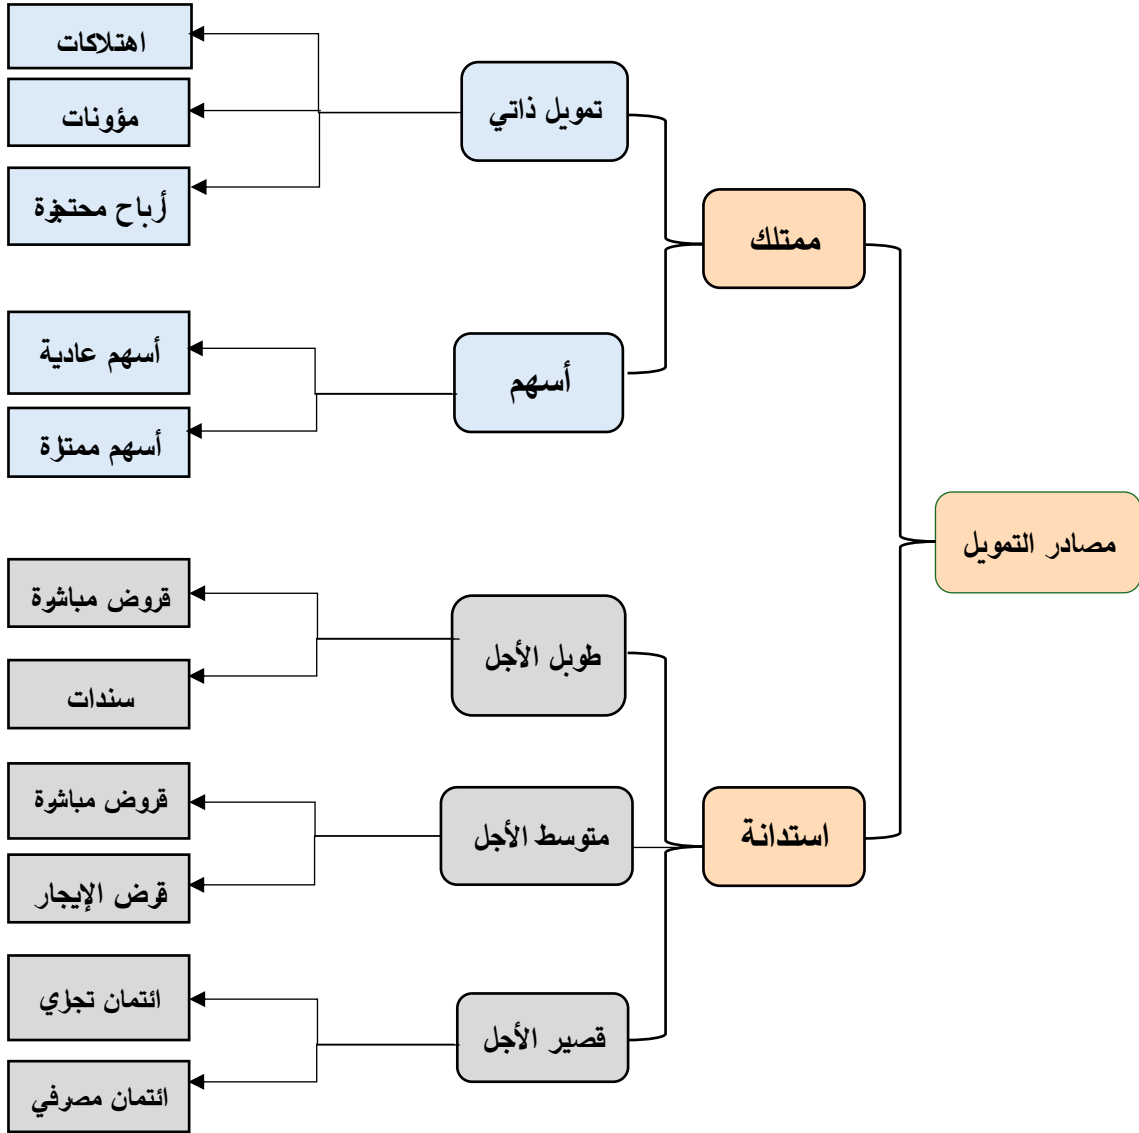 مصادر التمويل
ممتلك
تمويل ذاتي
اهتلاكات
مؤونات
أرباح محتجزة
أسهم
أسهم عادية
أسهم ممتازة
استدانة
طويل الأجل
قروض مباشرة
سندات
متوسط الأجل
قروض مباشرة
قرض الإيجار
قصير الأجل
ائتمان تجاري
ائتمان مصرفي